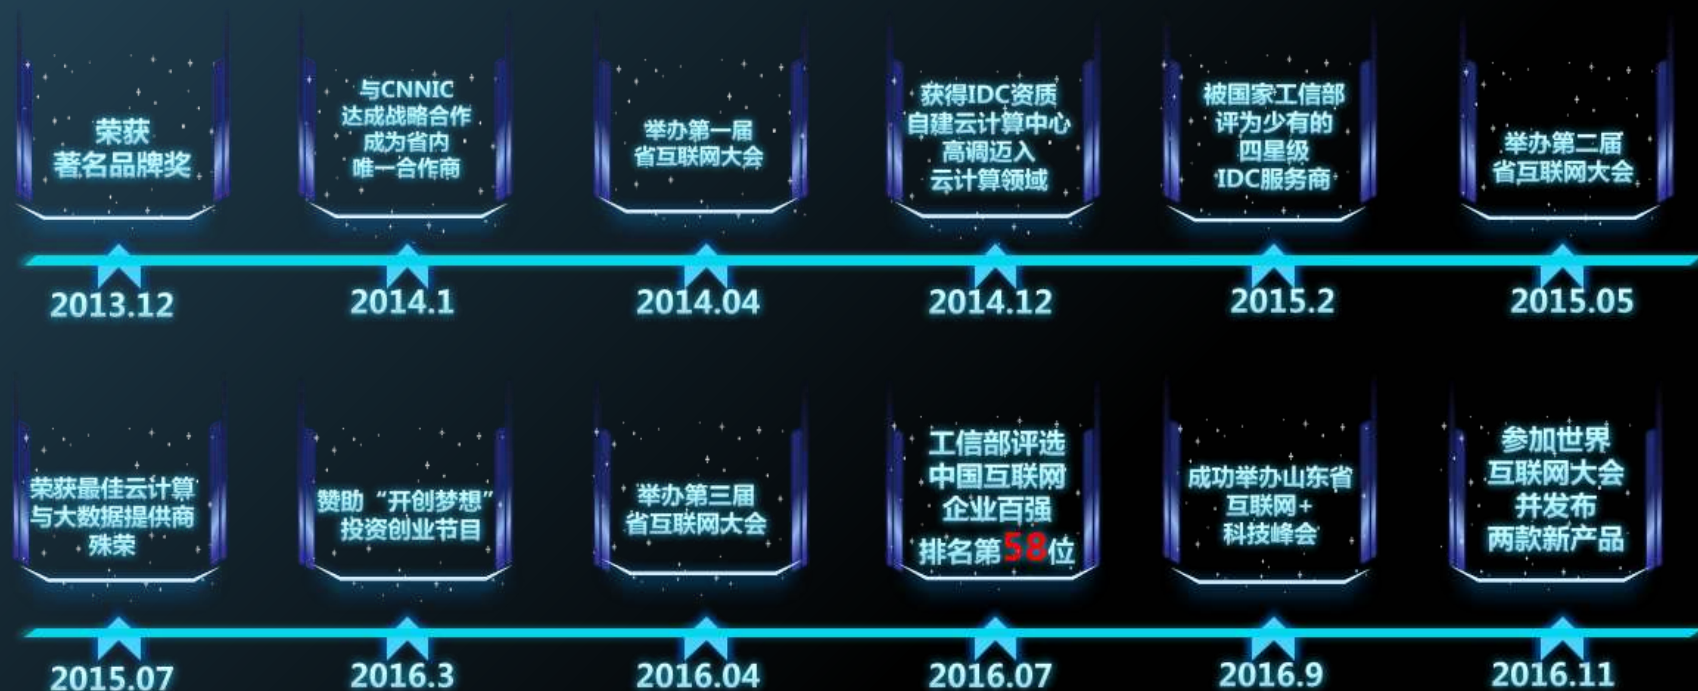 荣获
著名品牌奖
与CNNIC
达成战略合作
成为省内
唯一合作商
举办第一届
省互联网大会
获得IDC资质
自建云计算中心
高调迈入
云计算领域
被国家工信部
评为少有的
四星级
IDC服务商
举办第二届
省互联网大会
2013.12
2014.1
2014.04
2014.12
2015.2
2015.05
荣获最佳云计算
与大数据提供商
殊荣
赞助“开创梦想”
投资创业节目
举办第三届
省互联网大会
工信部评选
中国互联网
企业百强
排名第58位
成功举办山东省
互联网+
科技峰会
参加世界
互联网大会
并发布
两款新产品
2015.07
2016.3
2016.04
2016.07
2016.9
2016.11